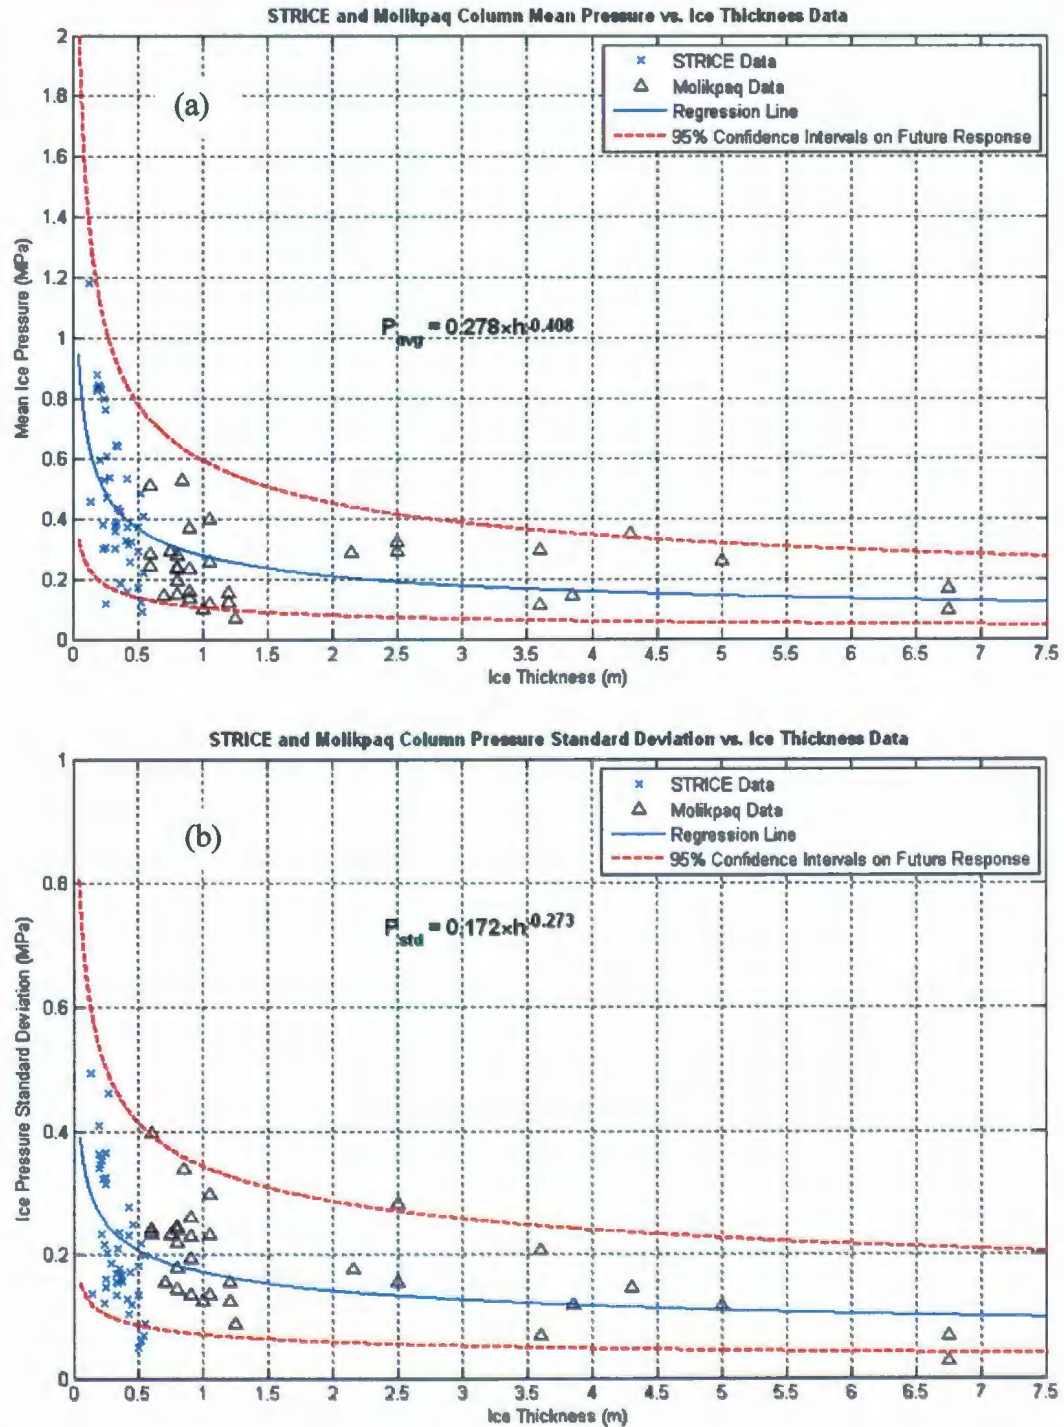 STRICE and Molikpaq Column Mean Pressure vs. Ice Thickness Data
2
1.8
1.6
1.4
1.2
1
0.8
0.6
0.4
0.2
0
Mean Ice Pressure (MPa)
(a)
× STRICE Data
△ Molikpaq Data
Regression Line
95% Confidence Intervals on Future Response
P_avg = 0.278×h^-0.408
0 0.5 1 1.5 2 2.5 3 3.5 4 4.5 5 5.5 6 6.5 7 7.5
Ice Thickness (m)
STRICE and Molikpaq Column Pressure Standard Deviation vs. Ice Thickness Data
1
0.8
0.6
0.4
0.2
0
Ice Pressure Standard Deviation (MPa)
(b)
× STRICE Data
△ Molikpaq Data
Regression Line
95% Confidence Intervals on Future Response
P_std = 0.172×h^-0.273
0 0.5 1 1.5 2 2.5 3 3.5 4 4.5 5 5.5 6 6.5 7 7.5
Ice Thickness (m)